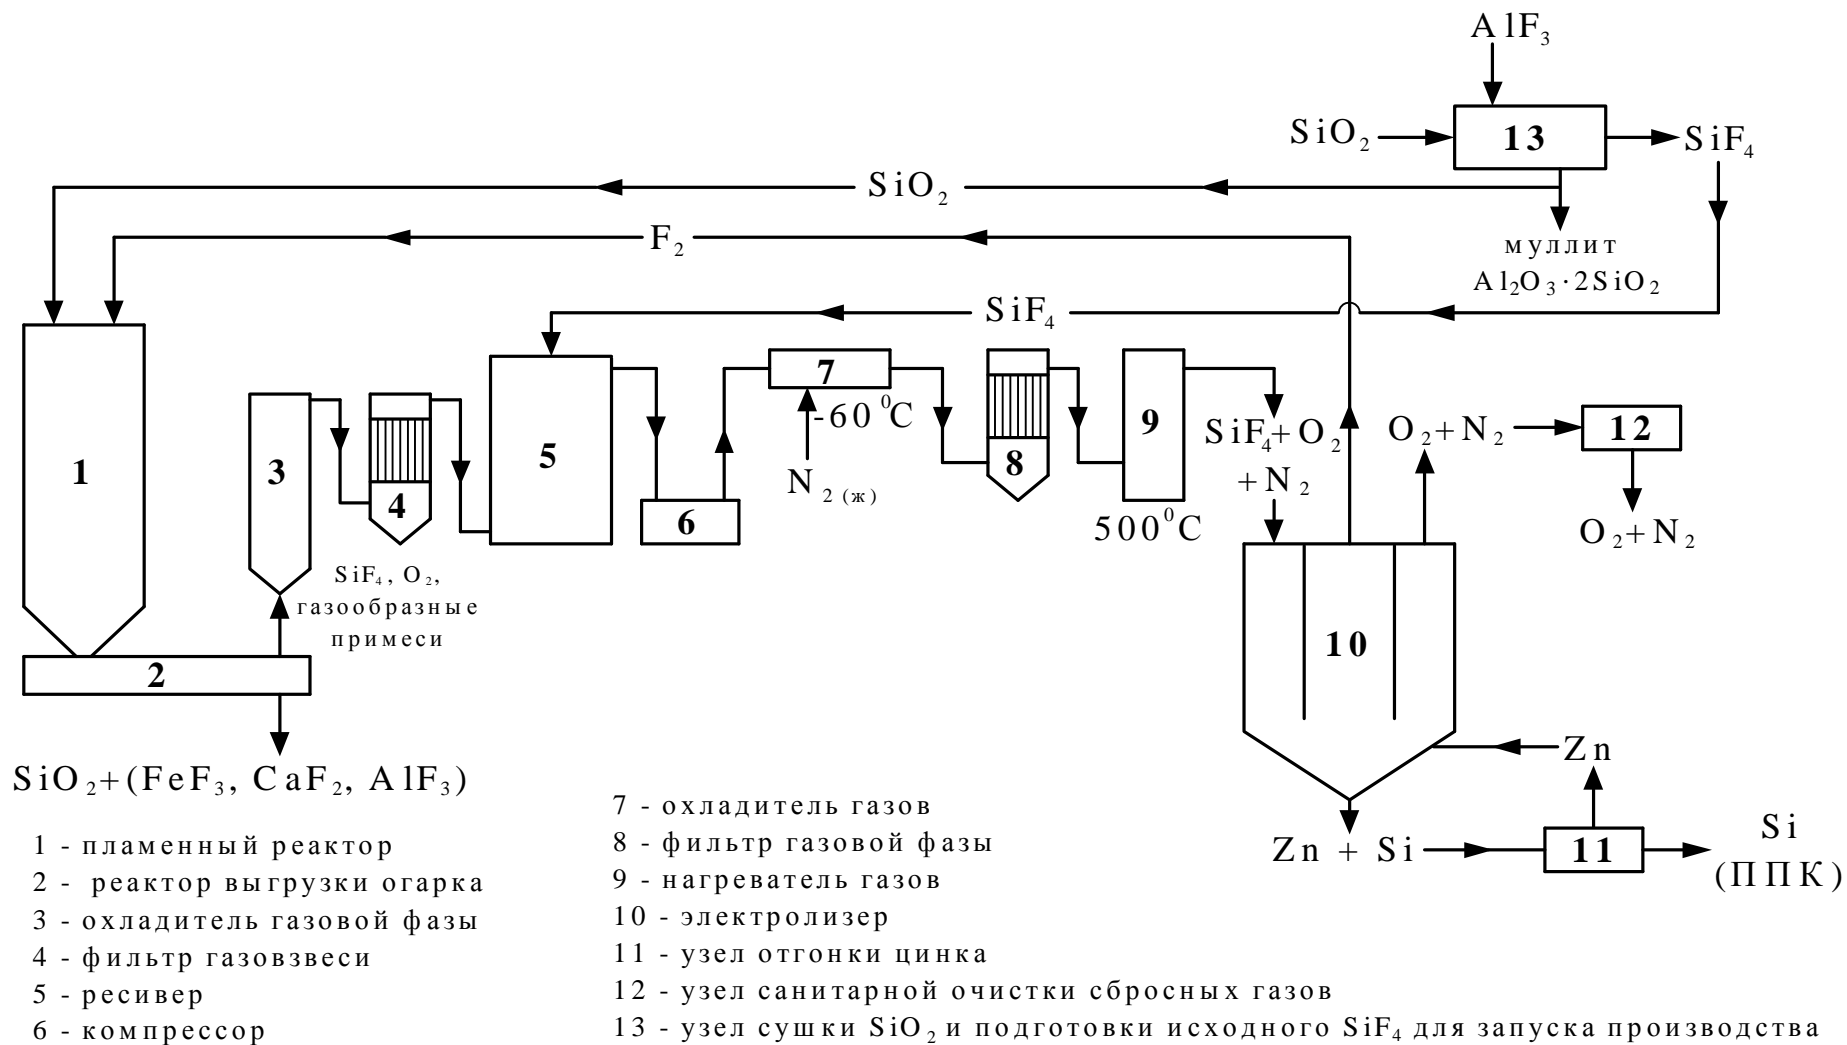 AlF₃
SiO₂
13
SiF₄
SiO₂
F₂
муллит
Al₂O₃·2SiO₂
SiF₄
7
-60 ⁰C
N₂ (ж)
8
9
500⁰C
SiF₄+O₂
+N₂
O₂+N₂
12
O₂+N₂
1
3
4
5
6
SiF₄, O₂,
газообразные
примеси
2
10
SiO₂+(FeF₃, CaF₂, AlF₃)
Zn
Zn + Si
11
Si
(ППК)
1 - пламенный реактор
2 - реактор выгрузки огарка
3 - охладитель газовой фазы
4 - фильтр газовзвеси
5 - ресивер
6 - компрессор
7 - охладитель газов
8 - фильтр газовой фазы
9 - нагреватель газов
10 - электролизер
11 - узел отгонки цинка
12 - узел санитарной очистки сбросных газов
13 - узел сушки SiO₂ и подготовки исходного SiF₄ для запуска производства